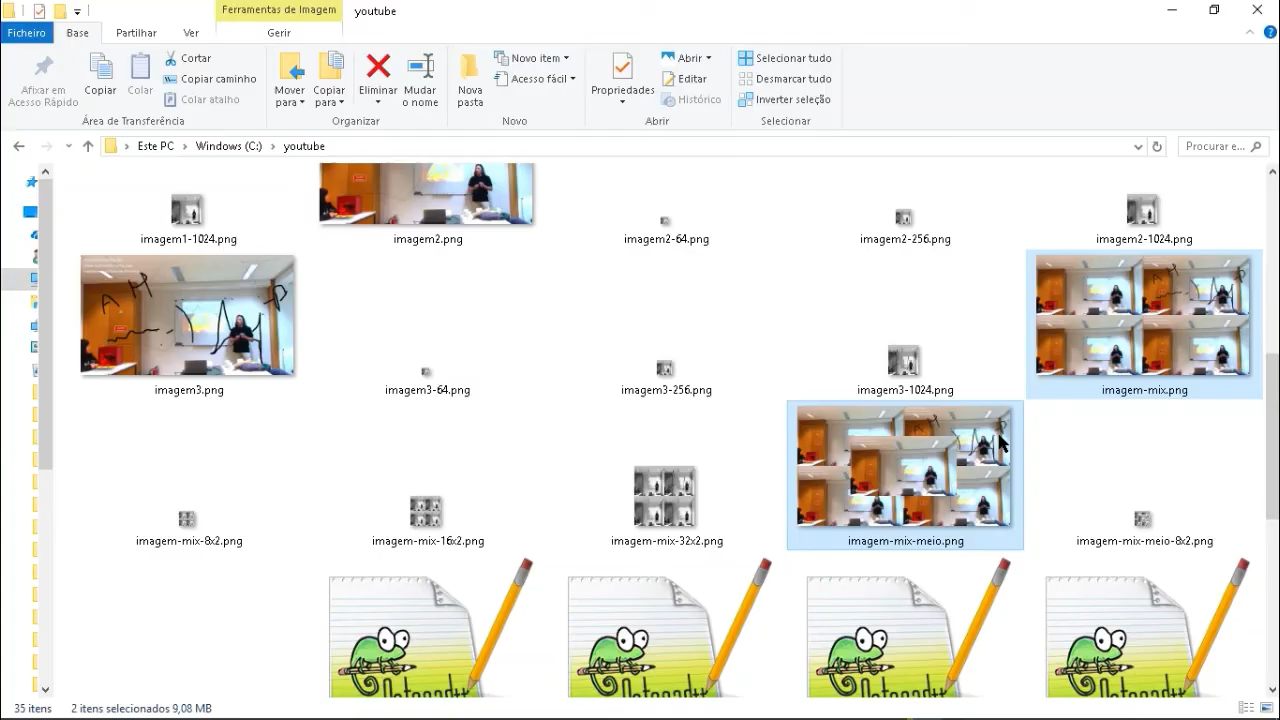 Ferramentas de Imagem
youtube
Ficheiro
Base
Partilhar
Ver
Gerir
Afixar em
Acesso Rápido
Copiar
Colar
Cortar
Copiar caminho
Colar atalho
Área de Transferência
Mover
para
Copiar
para
Eliminar
Mudar
o nome
Organizar
Nova
pasta
Novo item
Acesso fácil
Novo
Propriedades
Abrir
Editar
Histórico
Abrir
Selecionar tudo
Desmarcar tudo
Inverter seleção
Selecionar
Este PC
Windows (C:)
youtube
Procurar e...
imagem1-1024.png
imagem2.png
imagem2-64.png
imagem2-256.png
imagem2-1024.png
imagem3.png
imagem3-64.png
imagem3-256.png
imagem3-1024.png
imagem-mix.png
imagem-mix-8x2.png
imagem-mix-16x2.png
imagem-mix-32x2.png
imagem-mix-meio.png
imagem-mix-meio-8x2.png
35 itens
2 itens selecionados 9,08 MB